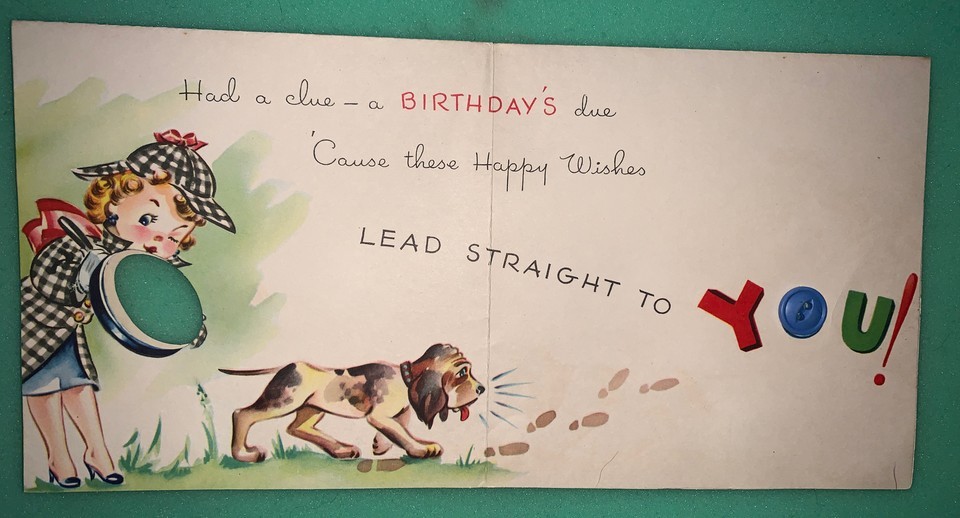 Had a clue – a BIRTHDAY'S due
'Cause these Happy Wishes
LEAD STRAIGHT TO YOU!